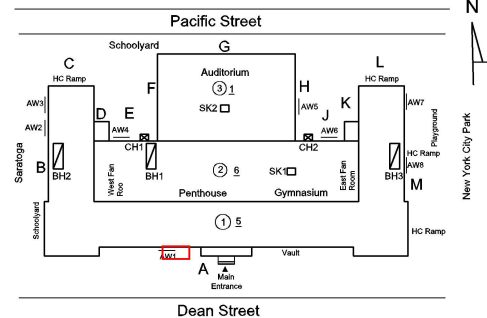 Pacific Street
N
Schoolyard
G
C
L
HC Ramp
Auditorium
HC Ramp
F
3 1
H
AW3
SK2
AW5
AW7
E
J
K
D
AW2
AW4
AW6
Playground
CH1
CH2
Saratoga
New York City Park
B
HC Ramp
AW8
BH2
BH1
2 6
SK1
BH3
M
West Fan
Roo
East Fan
Room
Penthouse
Gymnasium
Schoolyard
1 5
HC Ramp
AW1
Vault
A
Main
Entrance
Dean Street